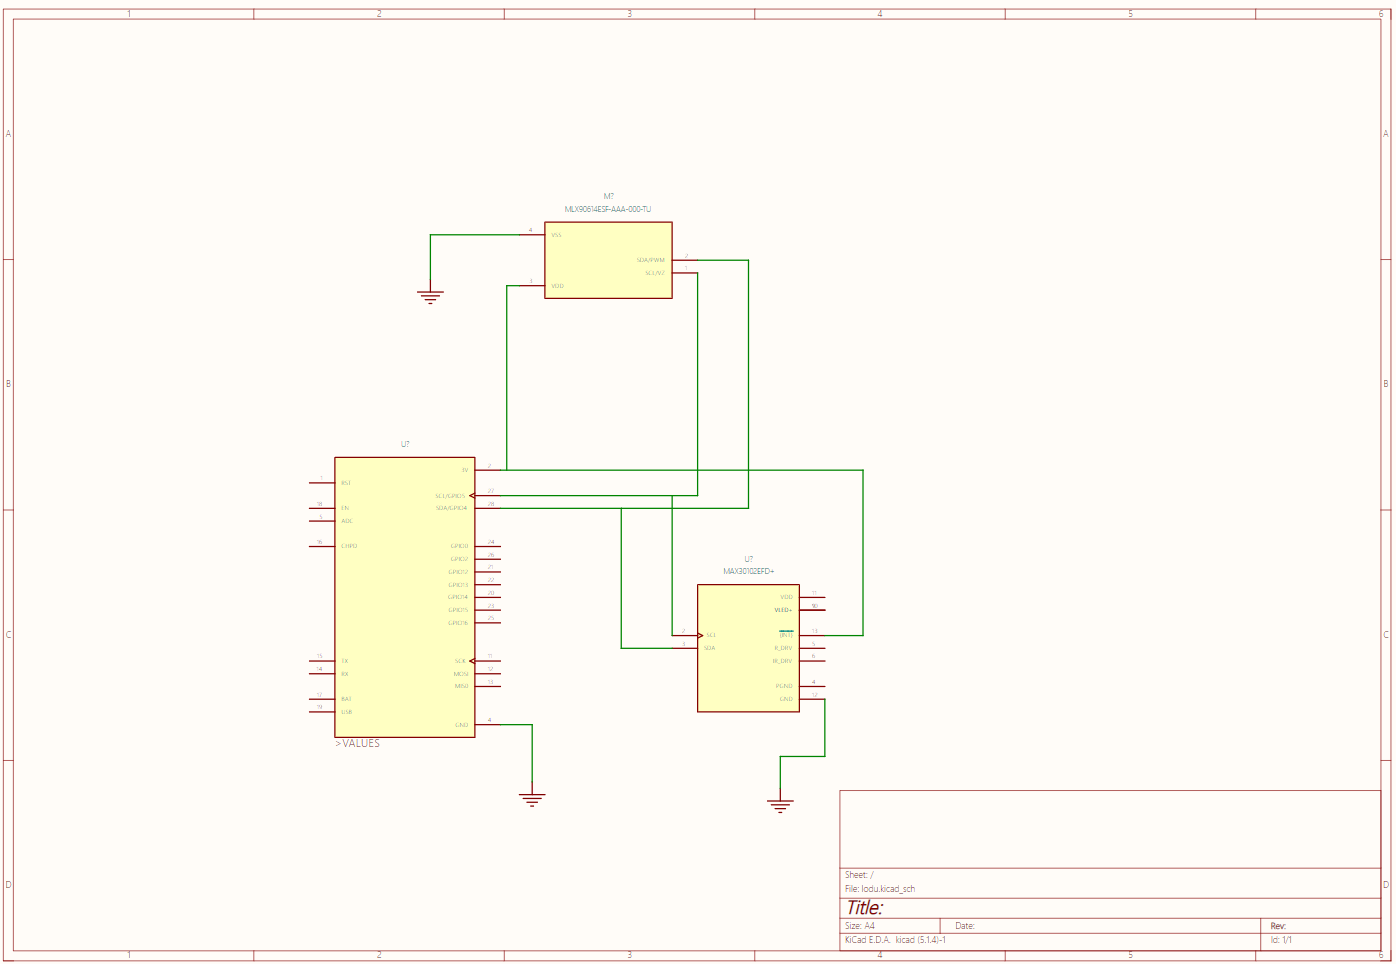 1 2 3 4 5 6
A A
M?
MLX90614ESF-AAA-000-TU
4 VSS
SDA/PWM 2
SCL/VZ 1
3 VDD
B B
U?
3V 2
1 RST
SCL/GPIO5 27
18 EN SDA/GPIO4 28
5 ADC
16 CHPD GPIO0 24
GPIO2 26
GPIO12 21
GPIO13 22
GPIO14 20
GPIO15 23
GPIO16 25
15 TX SCK 11
14 RX MOSI 12
MISO 13
17 BAT
19 USB
GND 4
>VALUES
U?
MAX30102EFD+
VDD 11
VLED+
C C
2 SCL (INT) 13
3 SDA R_DRV 5
IR_DRV 6
PGND 4
GND 12
Sheet: /
File: lodu.kicad_sch
D D
Title:
Size: A4 Date: Rev:
KiCad E.D.A. kicad (5.1.4)-1 Id: 1/1
1 2 3 4 5 6